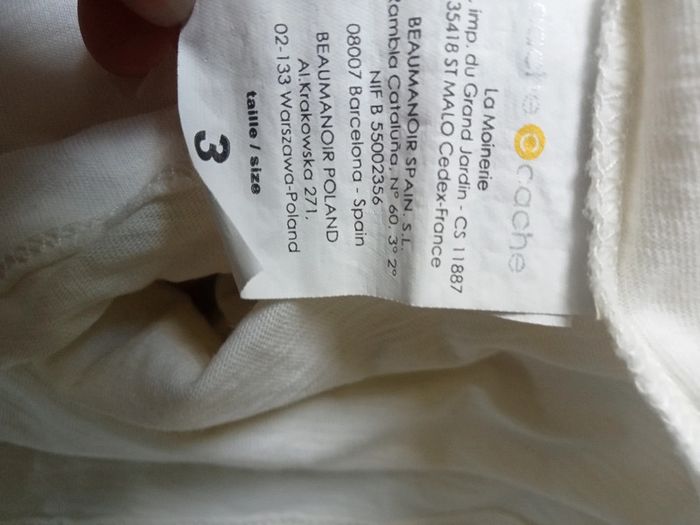 cache cache
La Moinerie
imp. du Grand Jardin - CS 11887
35418 ST MALO Cedex-France
BEAUMANOIR SPAIN, S.L.
Rambla Cataluña, Nº 60, 3º 2º
NIF B 55002356
08007 Barcelona - Spain
BEAUMANOIR POLAND
Al.Krakowska 271,
02-133 Warszawa-Poland
taille / size
3